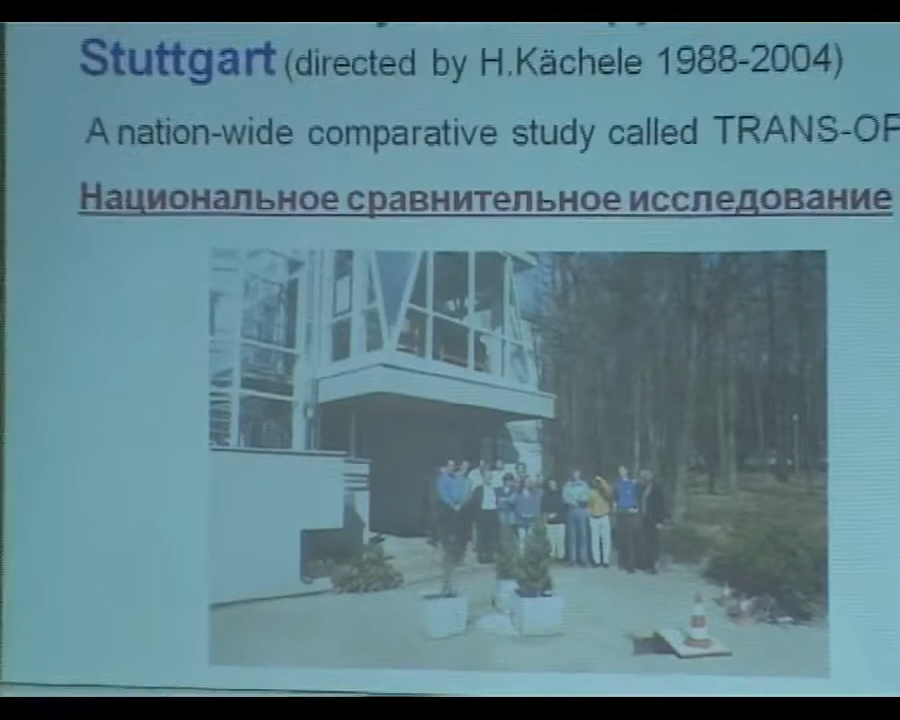 Stuttgart (directed by H.Kächele 1988-2004)
A nation-wide comparative study called TRANS-OP
Национальное сравнительное исследование